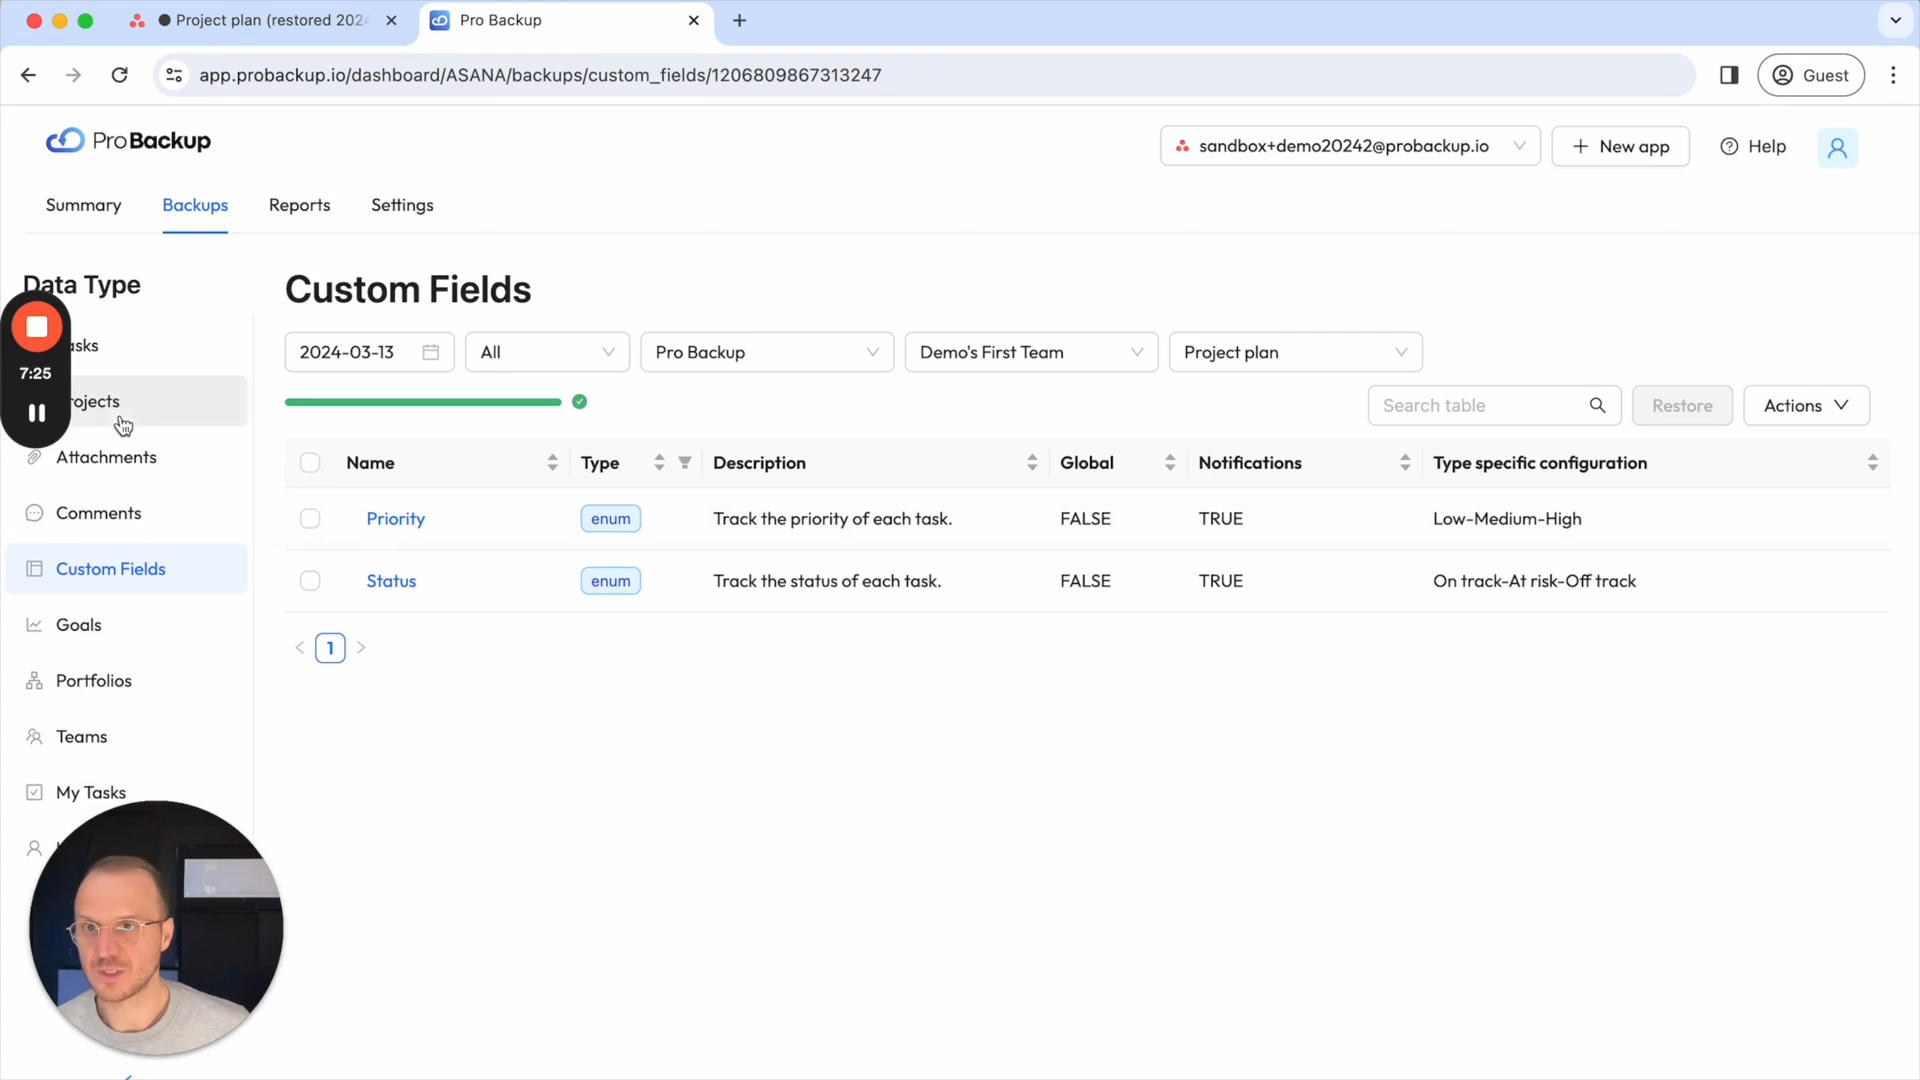 Project plan (restored 202
Pro Backup
app.probackup.io/dashboard/ASANA/backups/custom_fields/1206809867313247
Guest
ProBackup
sandbox+demo20242@probackup.io
New app
Help
Summary
Backups
Reports
Settings
Data Type
7:25
asks
rojects
Attachments
Comments
Custom Fields
Goals
Portfolios
Teams
My Tasks
Custom Fields
2024-03-13
All
Pro Backup
Demo's First Team
Project plan
Search table
Restore
Actions
Name Type Description Global Notifications Type specific configuration
Priority enum Track the priority of each task. FALSE TRUE Low-Medium-High
Status enum Track the status of each task. FALSE TRUE On track-At risk-Off track
1